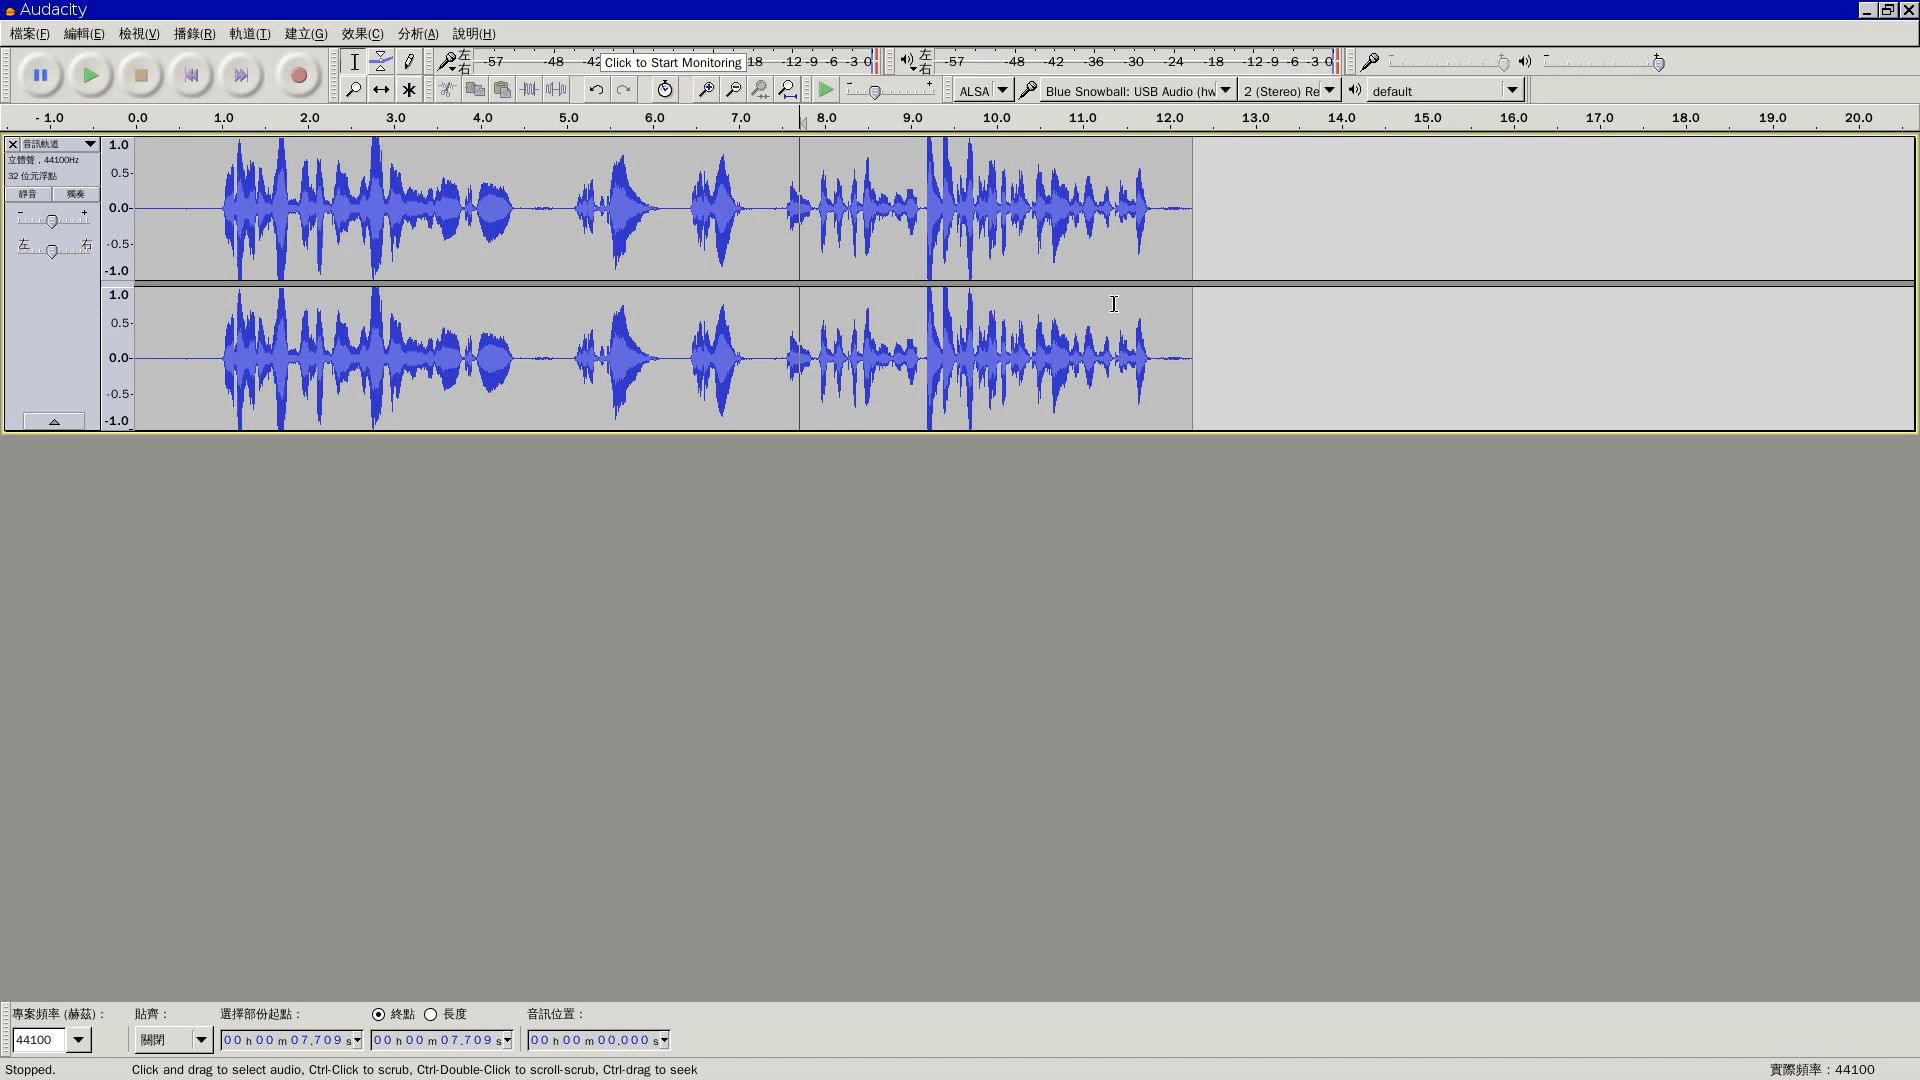 Audacity
檔案(F) 編輯(E) 檢視(V) 播錄(R) 軌道(T) 建立(G) 效果(C) 分析(A) 說明(H)
左 右 -57 -48 -42 Click to Start Monitoring 18 -12 -9 -6 -3 0 左 右 -57 -48 -42 -36 -30 -24 -18 -12 -9 -6 -3 0
ALSA Blue Snowball: USB Audio (hw 2 (Stereo) Re default
- 1.0 0.0 1.0 2.0 3.0 4.0 5.0 6.0 7.0 8.0 9.0 10.0 11.0 12.0 13.0 14.0 15.0 16.0 17.0 18.0 19.0 20.0
音訊軌道
立體聲，44100Hz
32 位元浮點
靜音 獨奏
- +
左 右
1.0
0.5-
0.0-
-0.5-
-1.0
1.0
0.5-
0.0-
-0.5-
-1.0
專案頻率 (赫茲)： 貼齊： 選擇部份起點： 終點 長度 音訊位置：
44100 關閉 00 h 00 m 07.709 s 00 h 00 m 07.709 s 00 h 00 m 00.000 s
Stopped. Click and drag to select audio, Ctrl-Click to scrub, Ctrl-Double-Click to scroll-scrub, Ctrl-drag to seek 實際頻率：44100